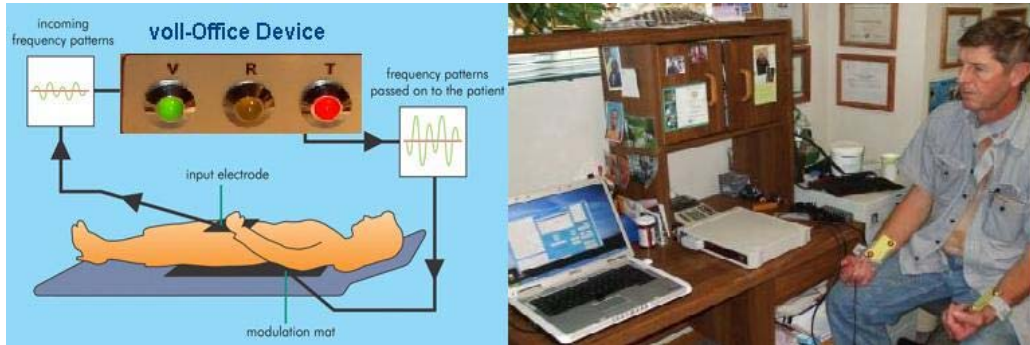 incoming
frequency patterns
voll-Office Device
V R T
frequency patterns
passed on to the patient
input electrode
modulation mat